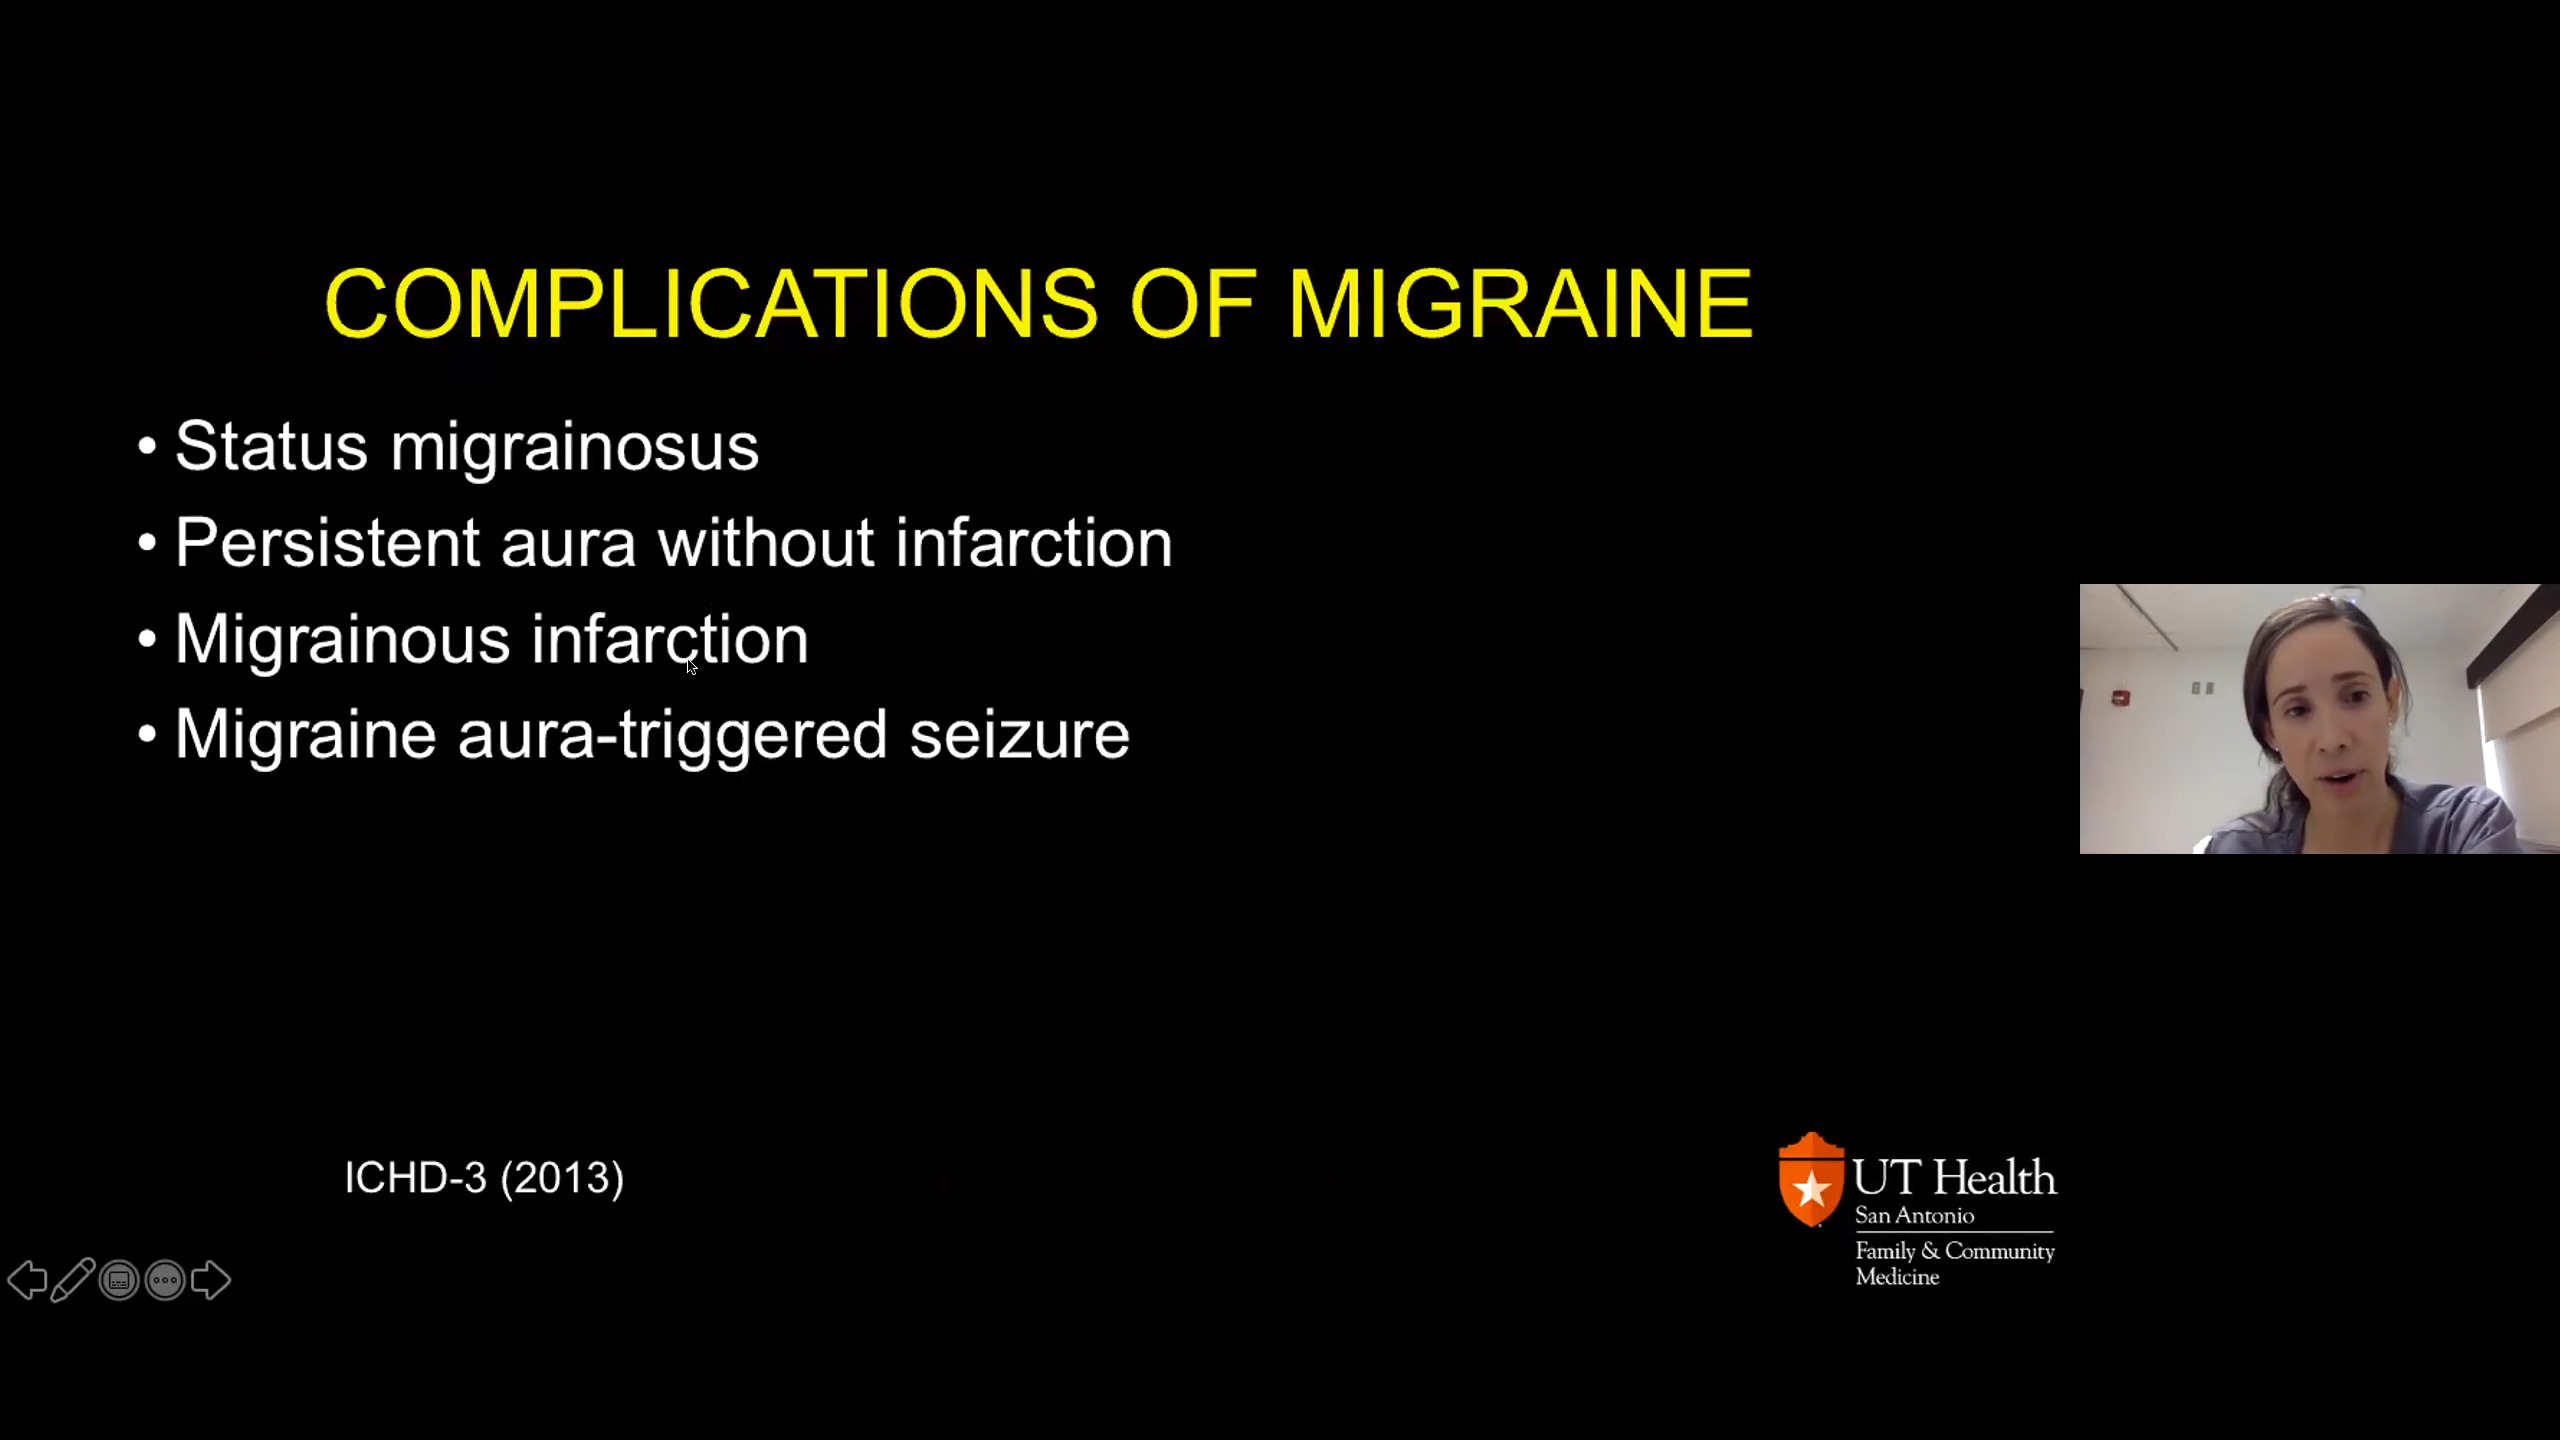 COMPLICATIONS OF MIGRAINE
• Status migrainosus
• Persistent aura without infarction
• Migrainous infarction
• Migraine aura-triggered seizure
ICHD-3 (2013)
UT Health
San Antonio
Family & Community
Medicine